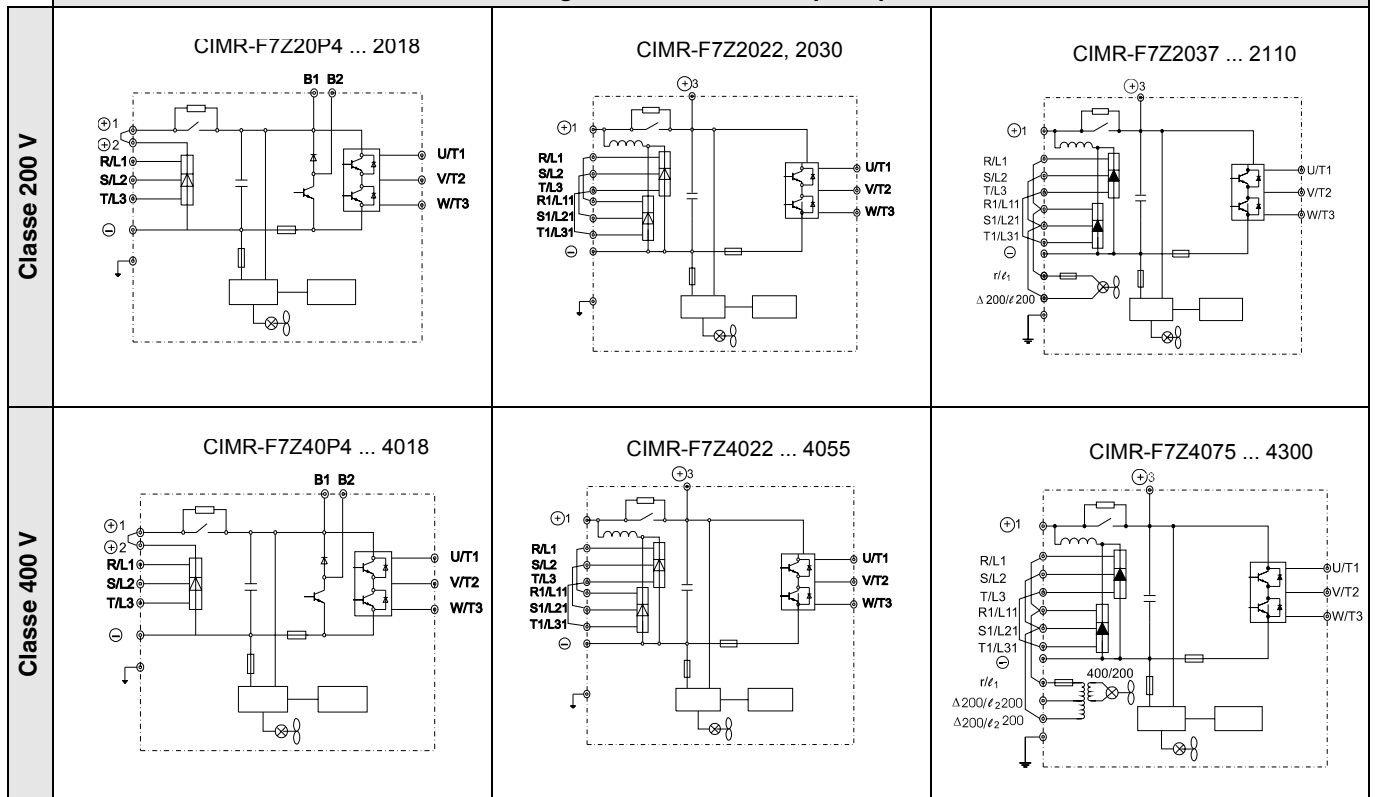 Classe 200 V
CIMR-F7Z20P4 ... 2018
B1 B2
⊕1
⊕2
R/L1
S/L2
T/L3
⊖
U/T1
V/T2
W/T3
CIMR-F7Z2022, 2030
⊕3
⊕1
R/L1
S/L2
T/L3
R1/L11
S1/L21
T1/L31
⊖
U/T1
V/T2
W/T3
CIMR-F7Z2037 ... 2110
⊕3
⊕1
R/L1
S/L2
T/L3
R1/L11
S1/L21
T1/L31
⊖
r/ℓ1
Δ200/ℓ200
U/T1
V/T2
W/T3
Classe 400 V
CIMR-F7Z40P4 ... 4018
B1 B2
⊕1
⊕2
R/L1
S/L2
T/L3
⊖
U/T1
V/T2
W/T3
CIMR-F7Z4022 ... 4055
⊕3
⊕1
R/L1
S/L2
T/L3
R1/L11
S1/L21
T1/L31
⊖
U/T1
V/T2
W/T3
CIMR-F7Z4075 ... 4300
⊕3
⊕1
R/L1
S/L2
T/L3
R1/L11
S1/L21
T1/L31
⊖
r/ℓ1
400/200
Δ200/ℓ2200
Δ200/ℓ2 200
U/T1
V/T2
W/T3